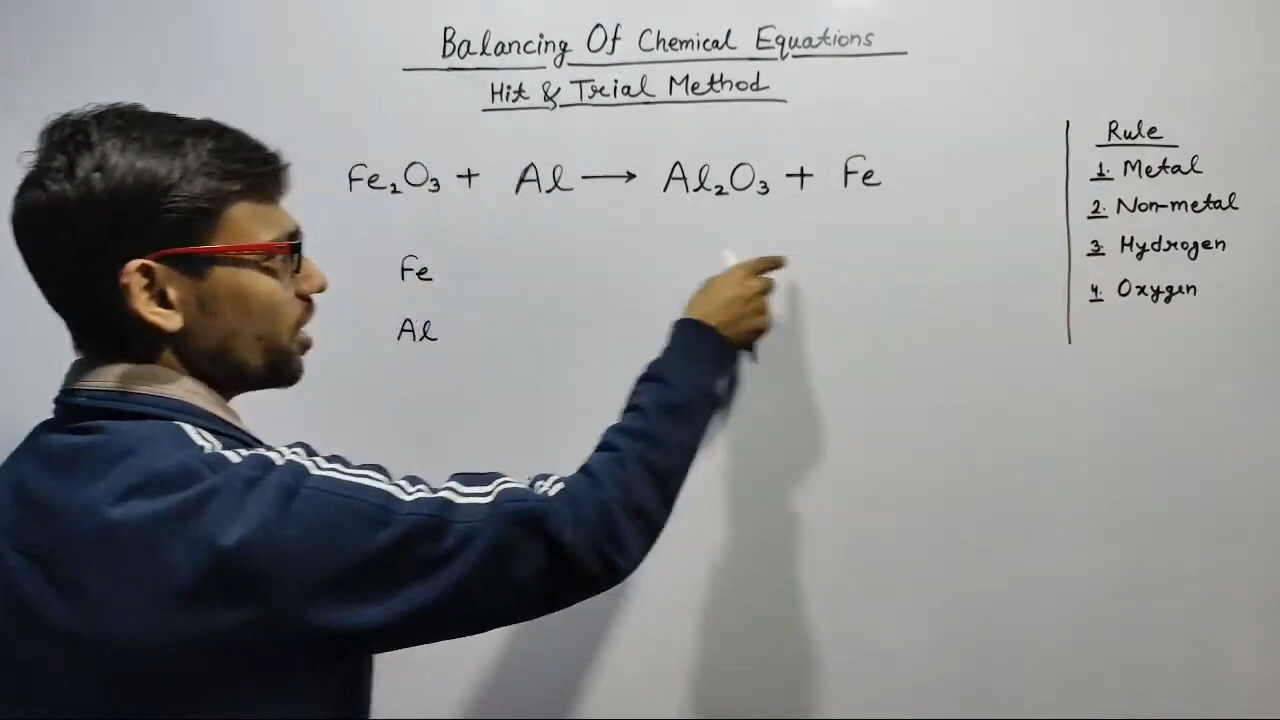 Balancing Of Chemical Equations
Hit & Trial Method
Fe₂O₃ + Al → Al₂O₃ + Fe
Fe
Al
Rule
1. Metal
2. Non-metal
3. Hydrogen
4. Oxygen